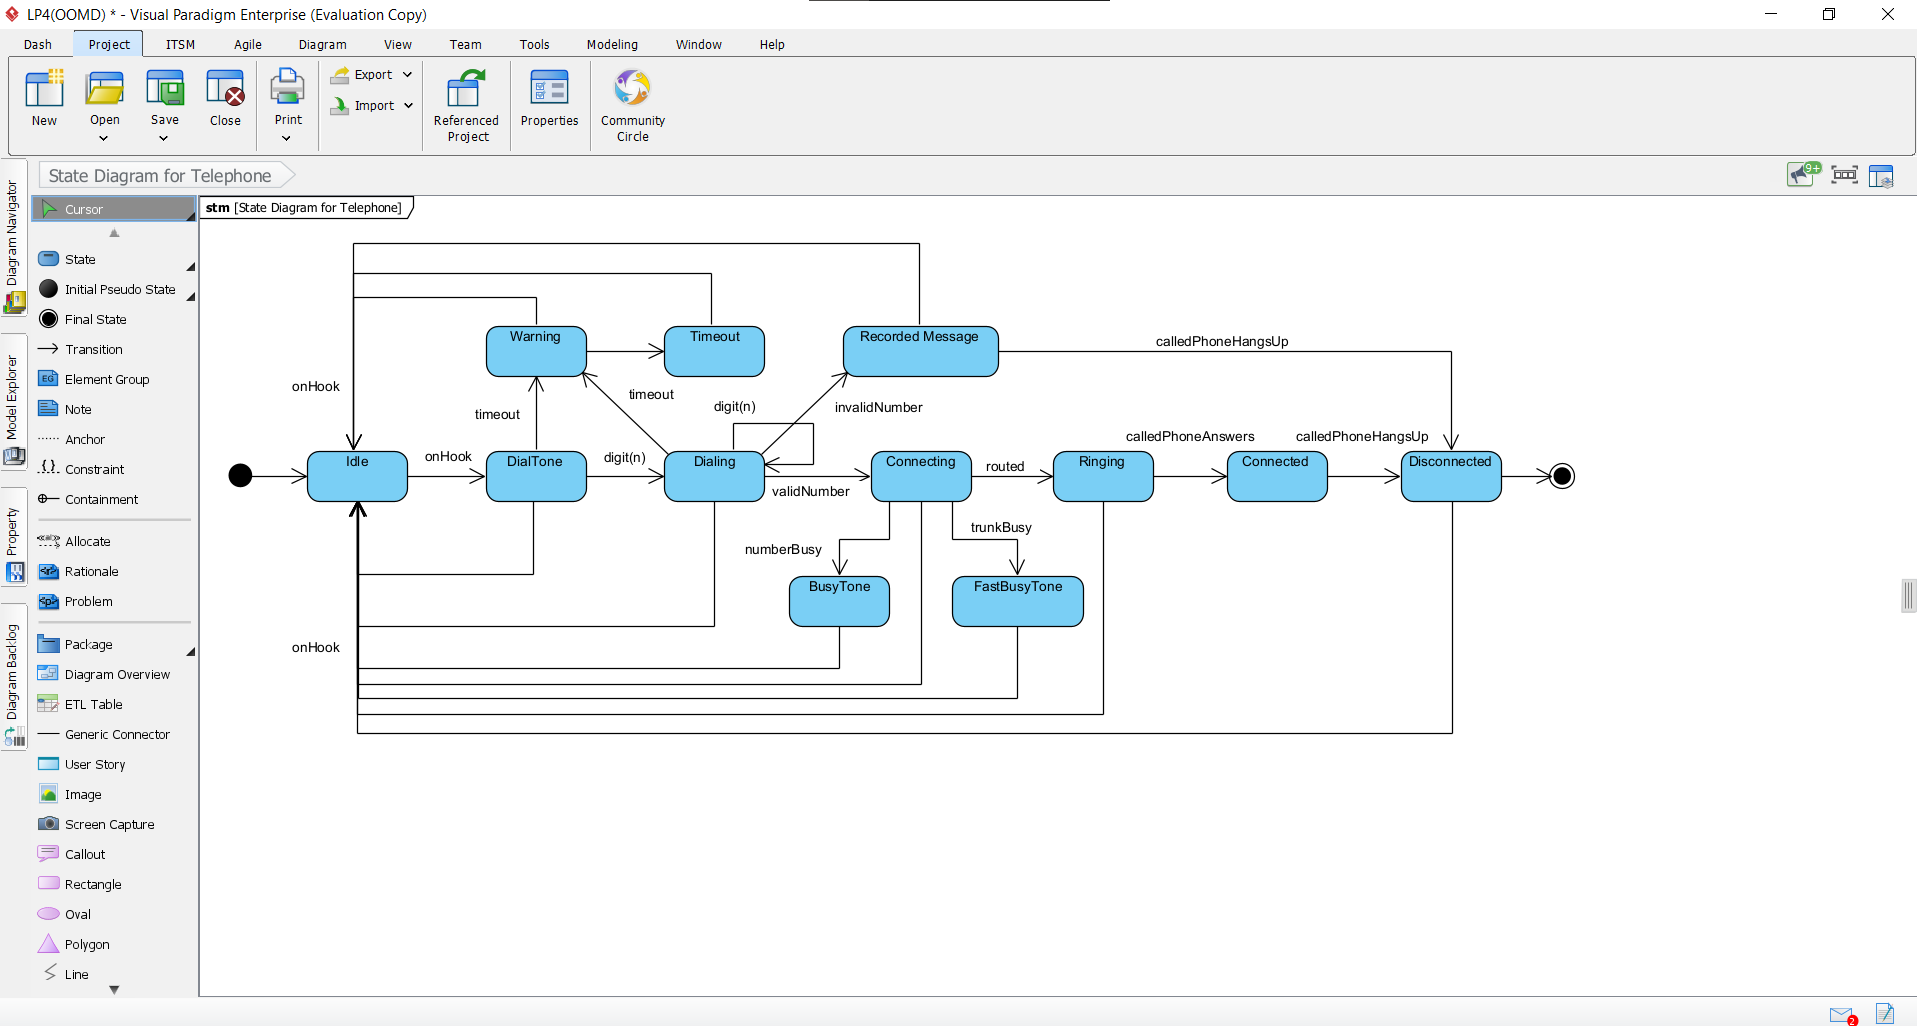 LP4(OOMD) * - Visual Paradigm Enterprise (Evaluation Copy)
Dash Project ITSM Agile Diagram View Team Tools Modeling Window Help
New Open Save Close Print
Export
Import
Referenced
Project
Properties
Community
Circle
State Diagram for Telephone
9+
Diagram Navigator
Model Explorer
Property
Diagram Backlog
Cursor
State
Initial Pseudo State
Final State
Transition
EG
Element Group
Note
Anchor
Constraint
Containment
Allocate
Rationale
Problem
Package
Diagram Overview
ETL Table
Generic Connector
User Story
Image
Screen Capture
Callout
Rectangle
Oval
Polygon
Line
stm [State Diagram for Telephone]
Warning
Timeout
Recorded Message
calledPhoneHangsUp
onHook
timeout
timeout
digit(n)
invalidNumber
Idle
onHook
DialTone
digit(n)
Dialing
validNumber
Connecting
routed
Ringing
calledPhoneAnswers
Connected
calledPhoneHangsUp
Disconnected
numberBusy
trunkBusy
BusyTone
FastBusyTone
onHook
2